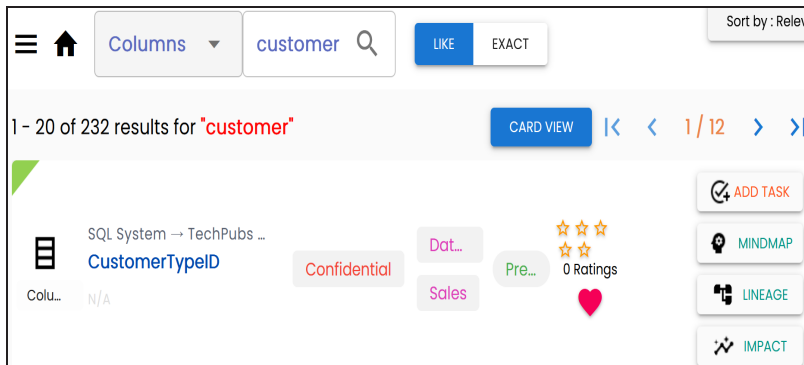 Sort by : Relev
Columns
customer
LIKE
EXACT
1 - 20 of 232 results for "customer"
CARD VIEW
1 / 12
ADD TASK
SQL System → TechPubs ...
CustomerTypeID
N/A
Colu...
Confidential
Dat...
Sales
Pre...
0 Ratings
MINDMAP
LINEAGE
IMPACT